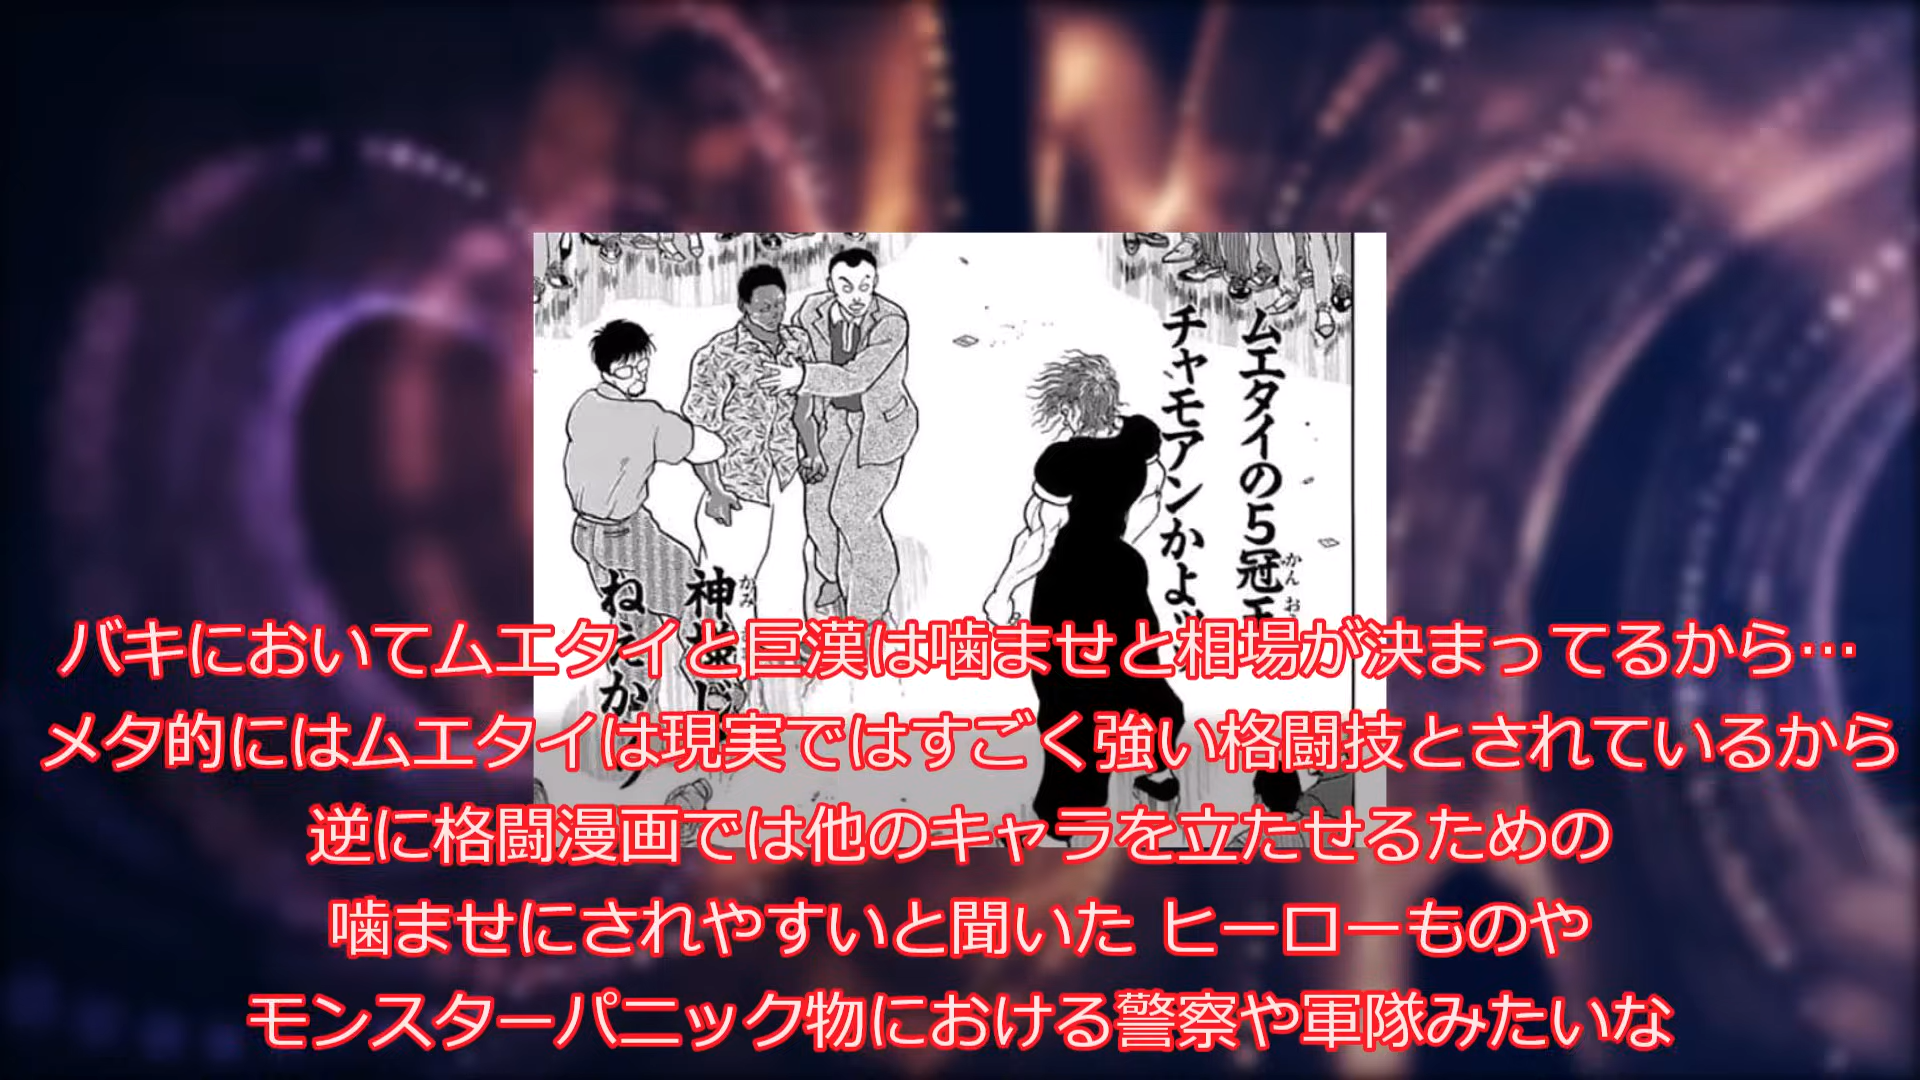 ムエタイの5冠
チャモアンかよ
神様じ
ねえか
バキにおいてムエタイと巨漢は噛ませと相場が決まってるから…
メタ的にはムエタイは現実ではすごく強い格闘技とされているから
逆に格闘漫画では他のキャラを立たせるための
噛ませにされやすいと聞いた ヒーローものや
モンスターパニック物における警察や軍隊みたいな